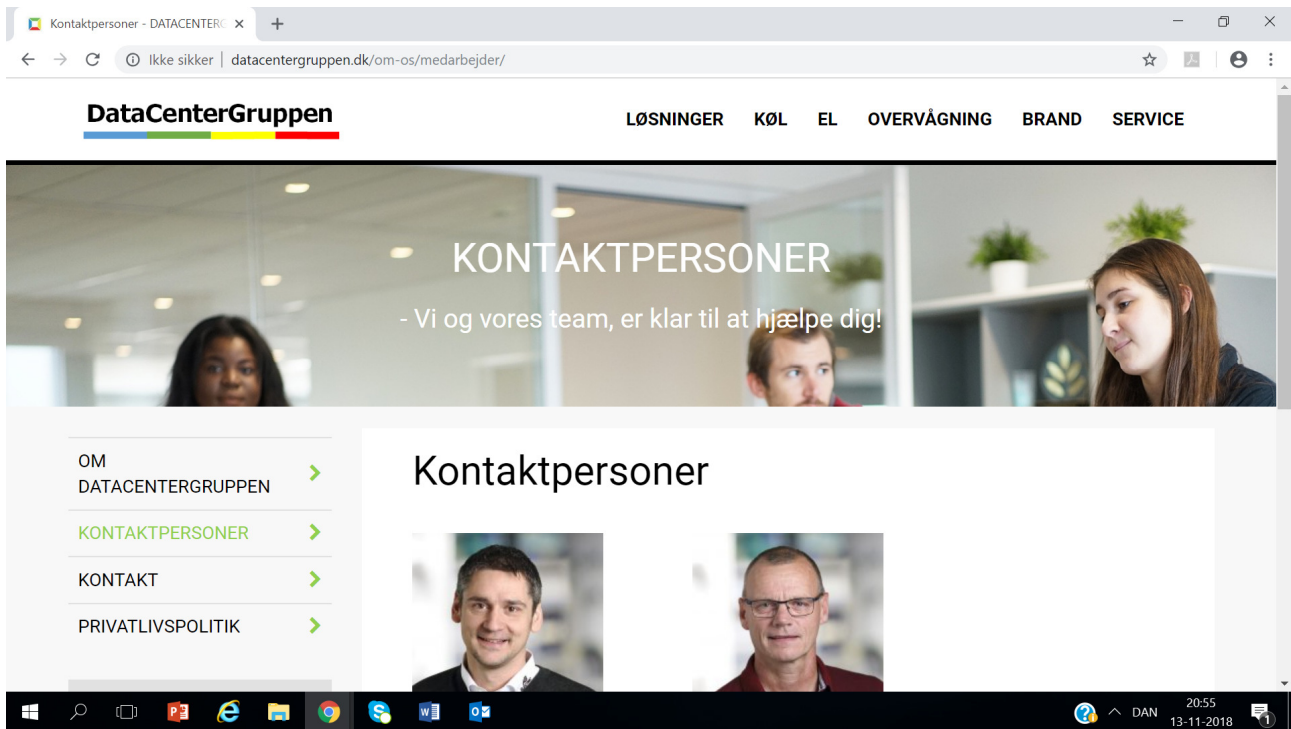 Kontaktpersoner - DATACENTERG
Ikke sikker | datacentergruppen.dk/om-os/medarbejder/
DataCenterGruppen
LØSNINGER KØL EL OVERVÅGNING BRAND SERVICE
KONTAKTPERSONER
- Vi og vores team, er klar til at hjælpe dig!
OM
DATACENTERGRUPPEN
KONTAKTPERSONER
KONTAKT
PRIVATLIVSPOLITIK
Kontaktpersoner
DAN
20:55
13-11-2018
1